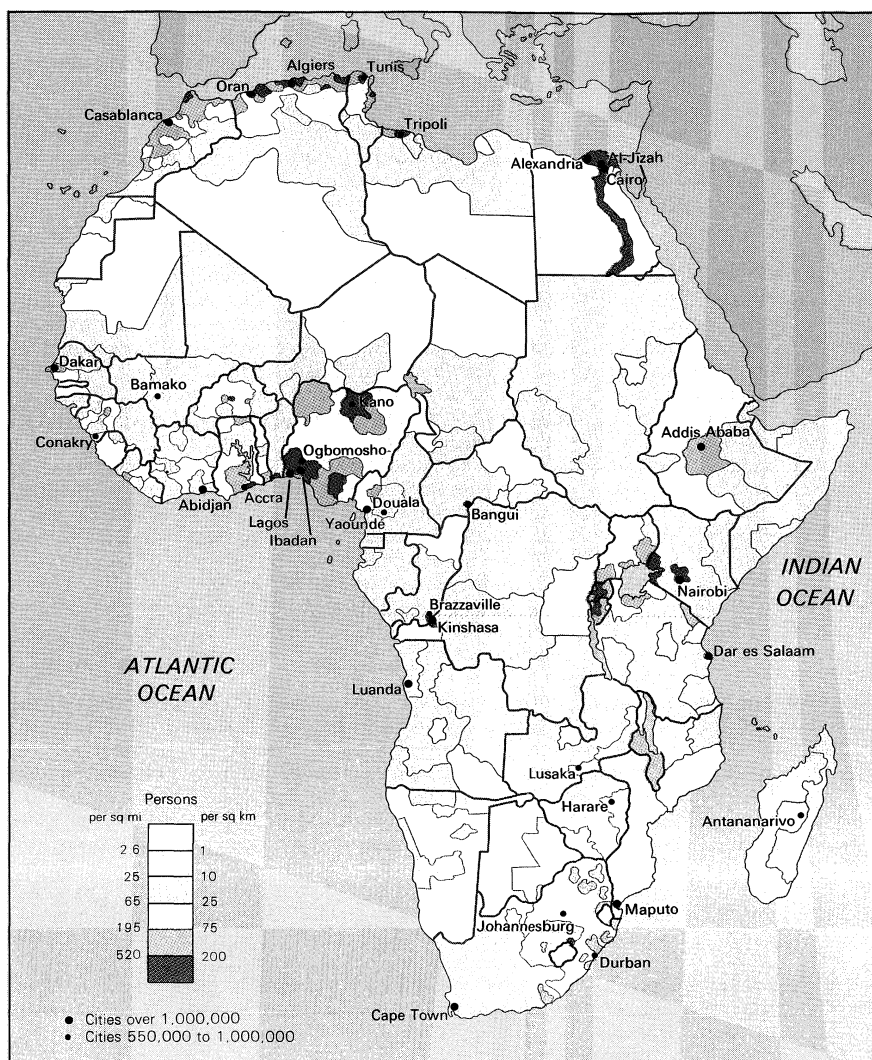 Algiers
Tunis
Oran
Casablanca
Tripoli
Alexandria
Al-Jizah
Cairo
Dakar
Bamako
Kano
Conakry
Ogbomosho-
Addis Ababa
Abidjan
Accra
Lagos
Ibadan
Douala
Yaoundé
Bangui
Nairobi
INDIAN
OCEAN
Brazzaville
Kinshasa
Dar es Salaam
ATLANTIC
OCEAN
Luanda
Lusaka
Harare
Antananarivo
Maputo
Johannesburg
Durban
Cape Town
Persons
per sq mi per sq km
2 6 1
25 10
65 25
195 75
520 200
Cities over 1,000,000
Cities 550,000 to 1,000,000